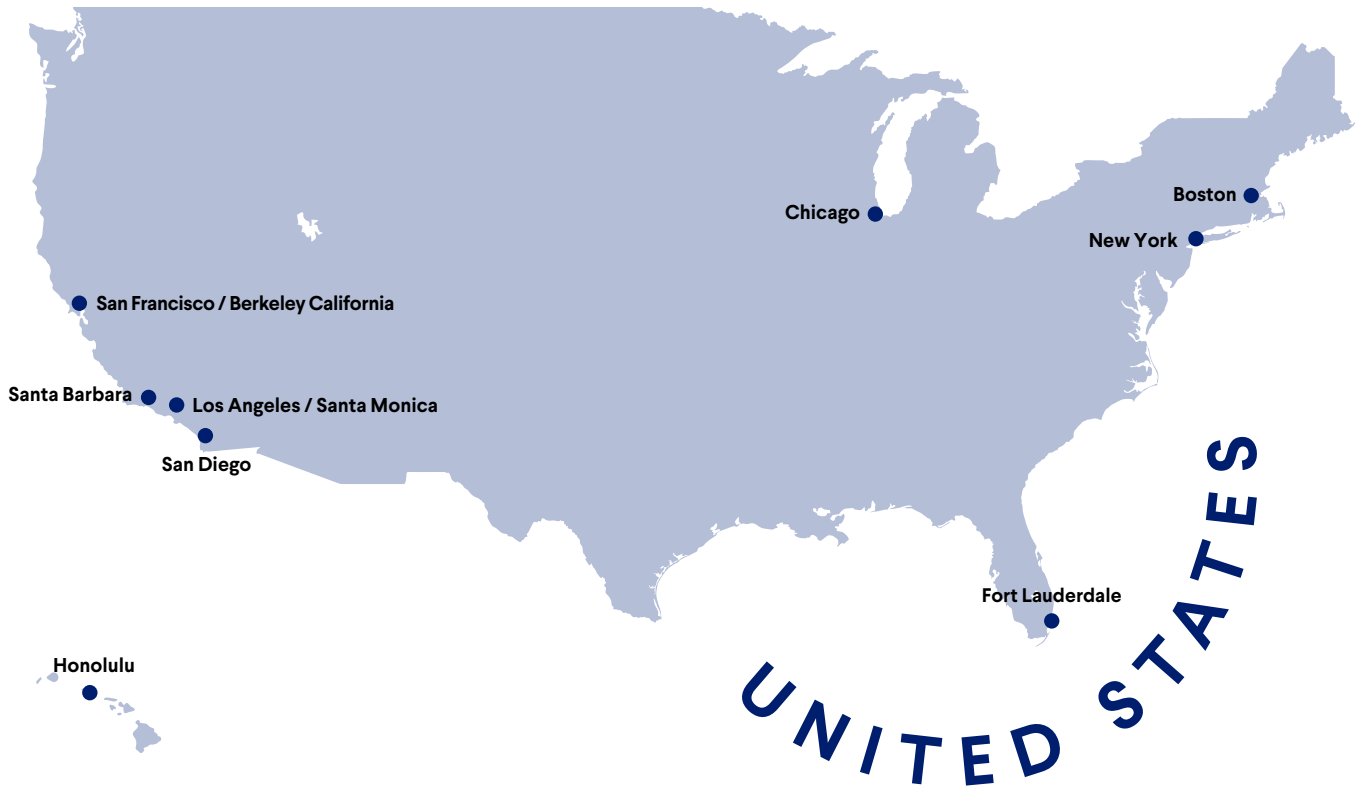 Boston
Chicago
New York
San Francisco / Berkeley California
Santa Barbara
Los Angeles / Santa Monica
San Diego
Fort Lauderdale
Honolulu
UNITED STATES